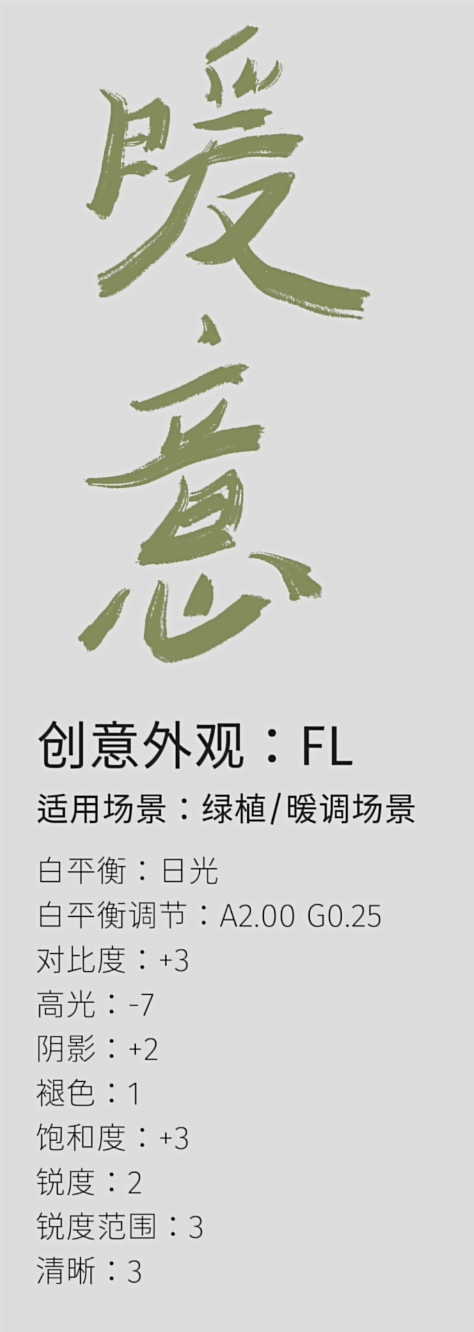 暖
意
创意外观：FL
适用场景：绿植/暖调场景
白平衡：日光
白平衡调节：A2.00 G0.25
对比度：+3
高光：-7
阴影：+2
褪色：1
饱和度：+3
锐度：2
锐度范围：3
清晰：3